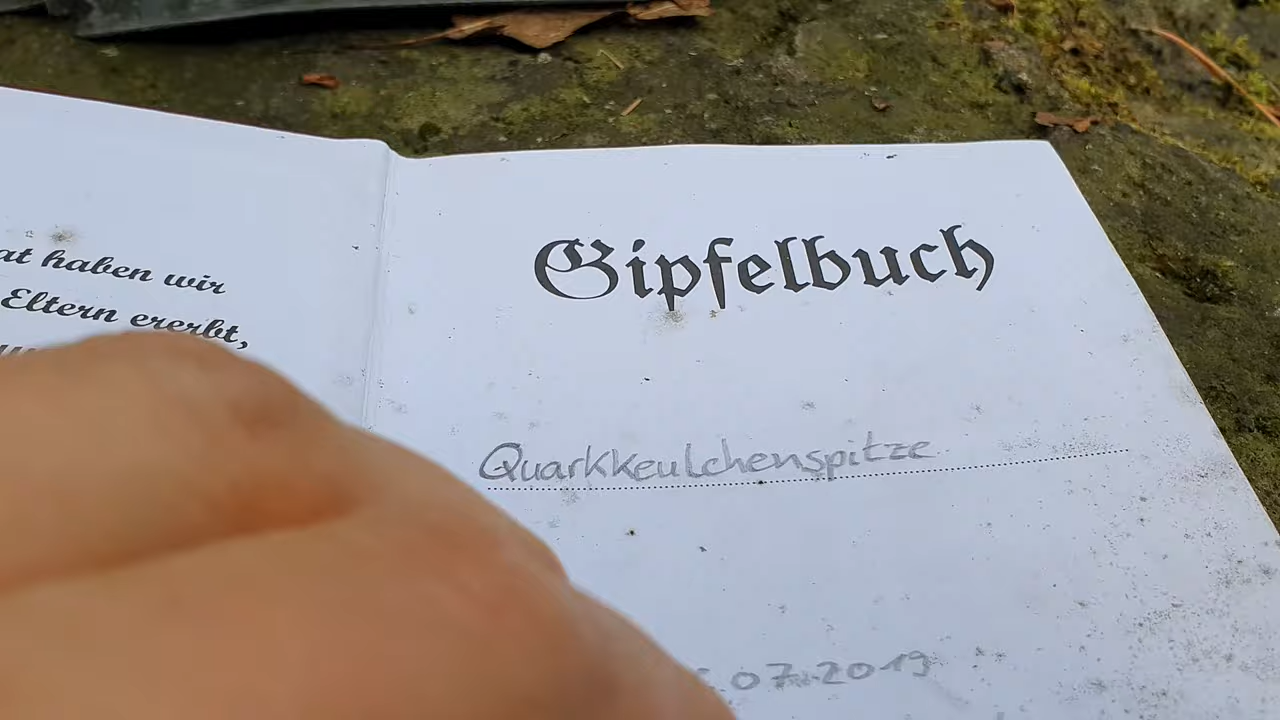 at haben wir
Eltern ererbt,
Gipfelbuch
Quarkkeulchenspitze
.07.2019